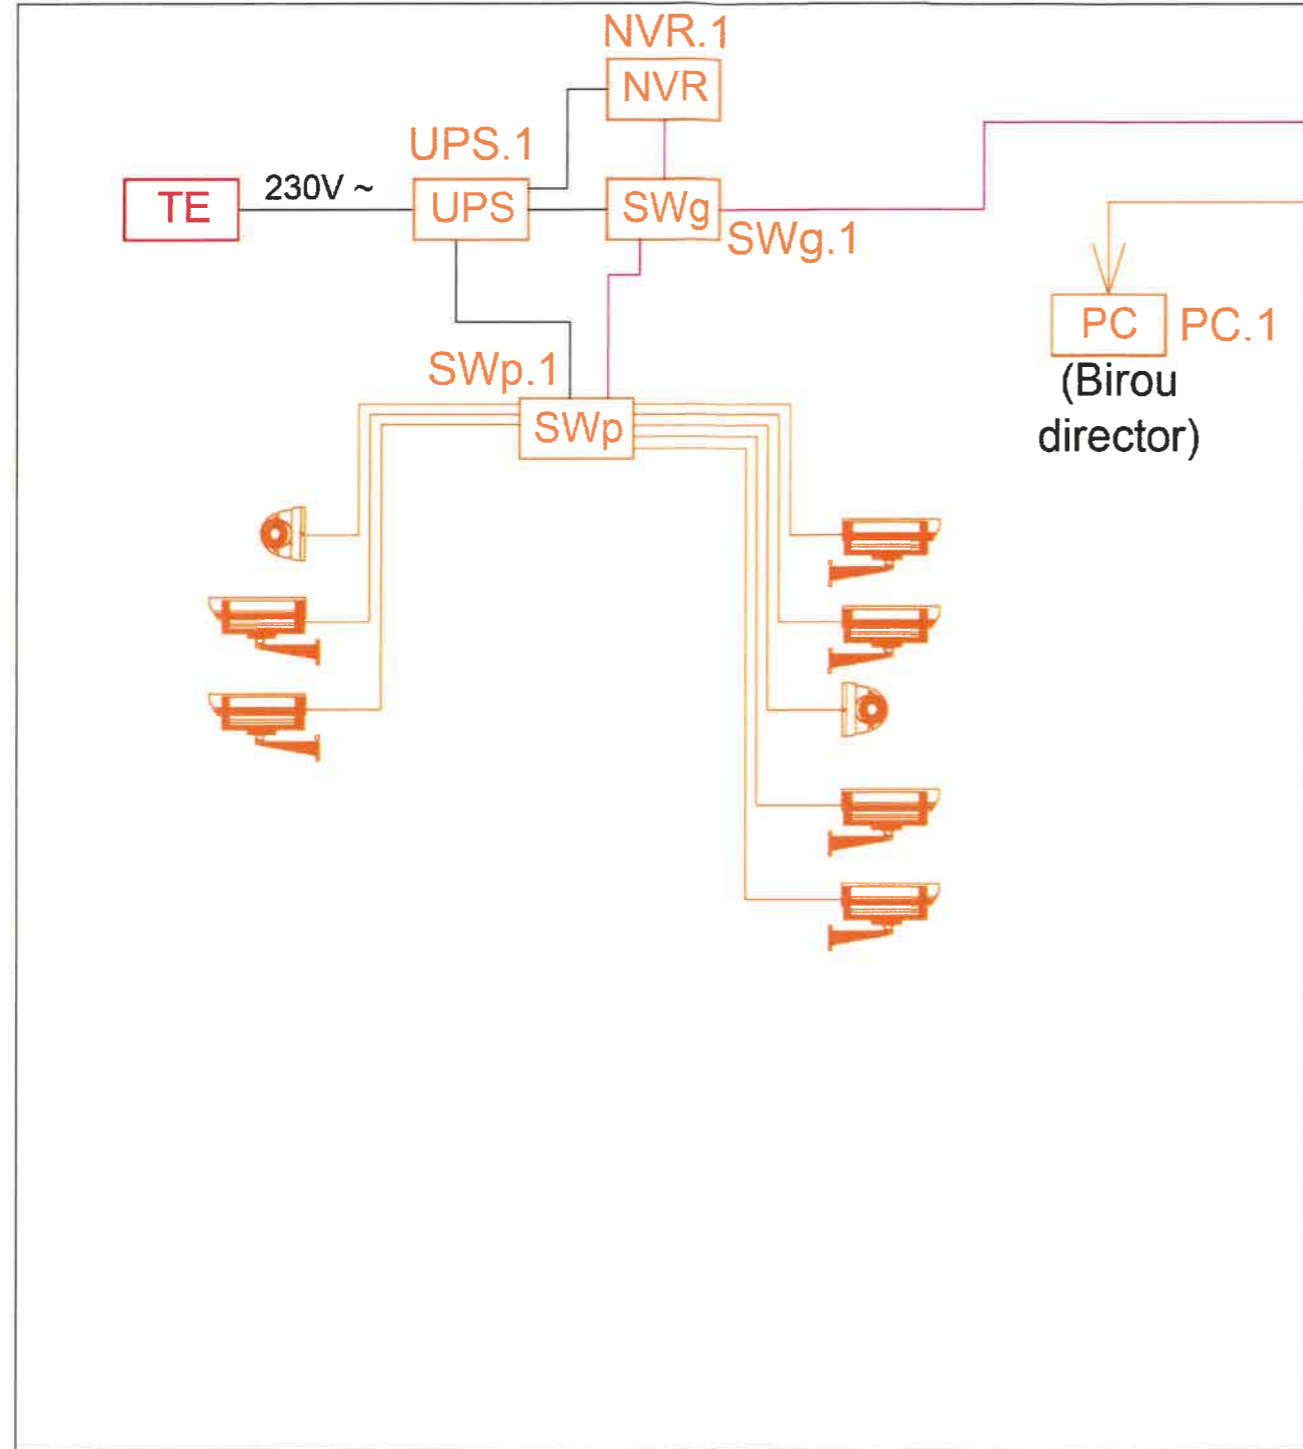 NVR.1
NVR
UPS.1
TE
230V ~
UPS
SWg
SWg.1
PC
PC.1
(Birou
director)
SWp.1
SWp